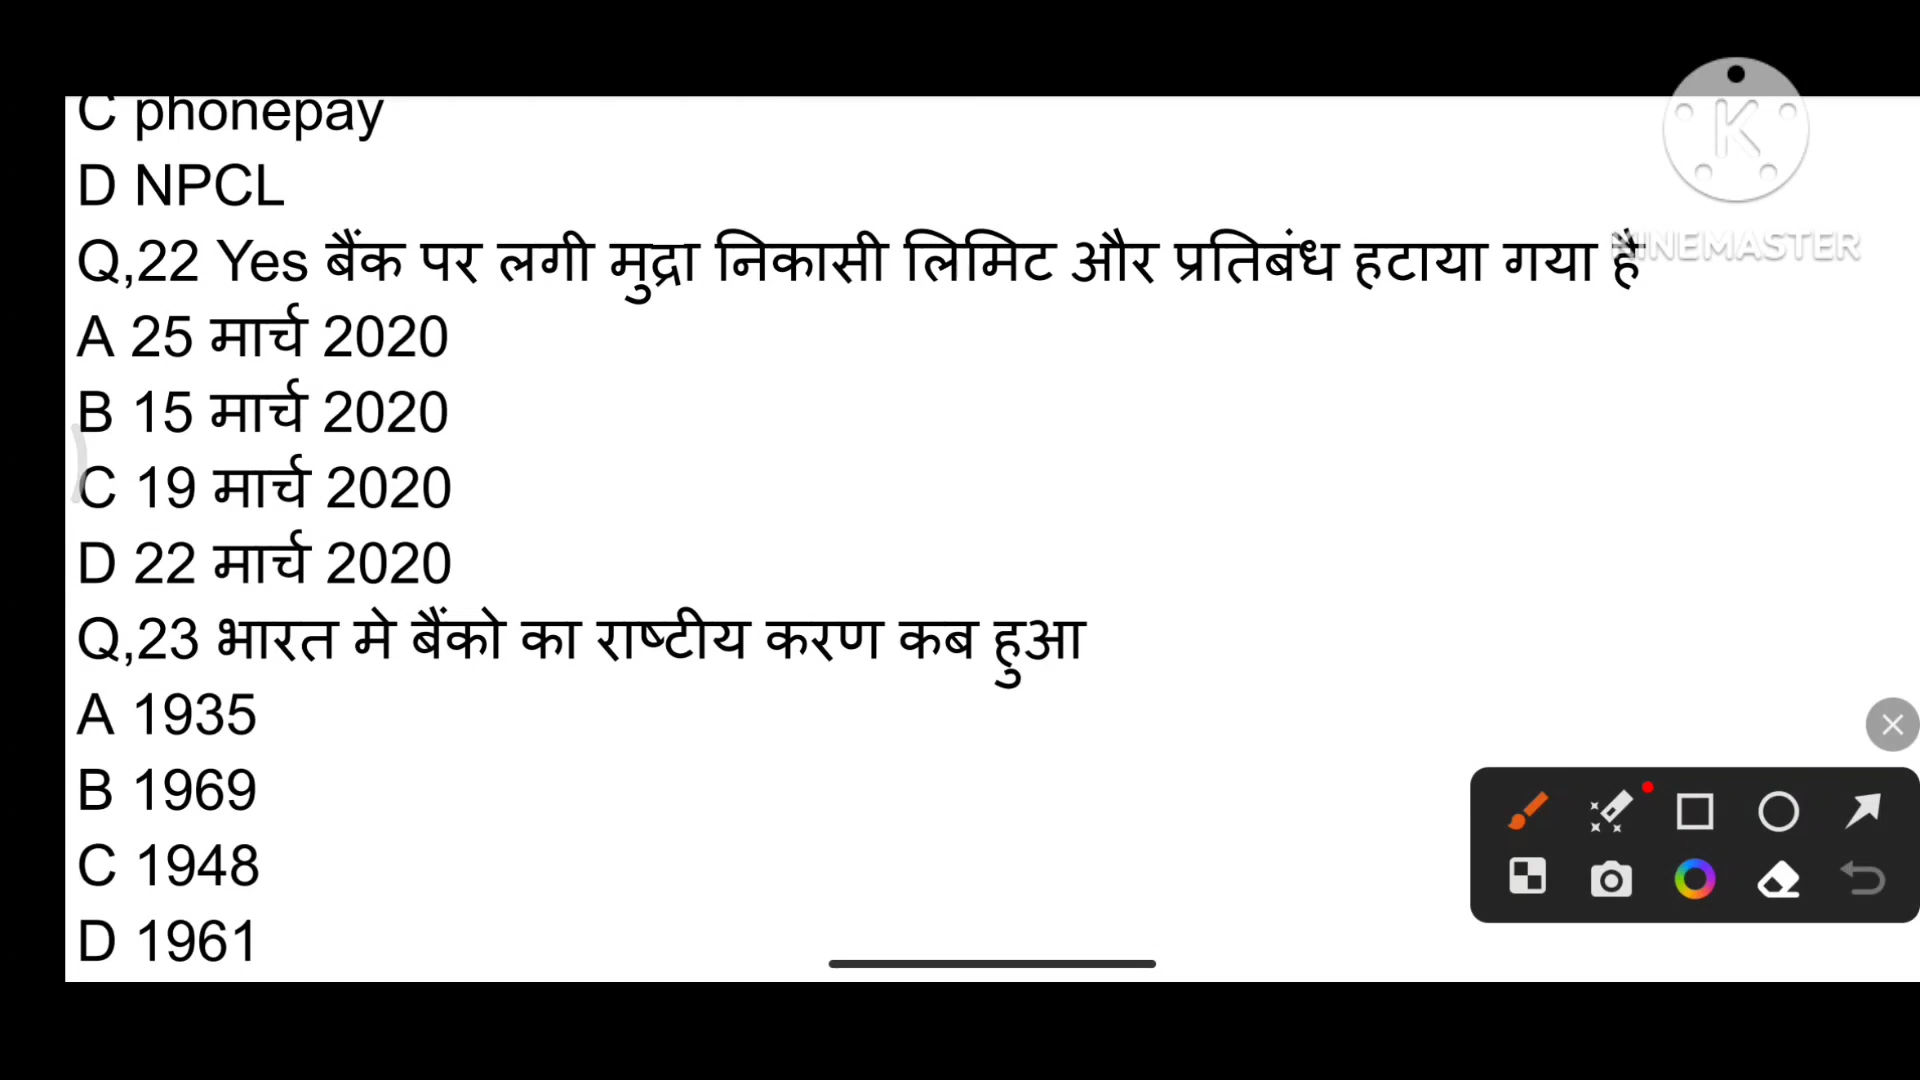 C phonepay
D NPCL
Q,22 Yes बैंक पर लगी मुद्रा निकासी लिमिट और प्रतिबंध हटाया गया है
A 25 मार्च 2020
B 15 मार्च 2020
C 19 मार्च 2020
D 22 मार्च 2020
Q,23 भारत मे बैंको का राष्टीय करण कब हुआ
A 1935
B 1969
C 1948
D 1961
K
KINEMASTER